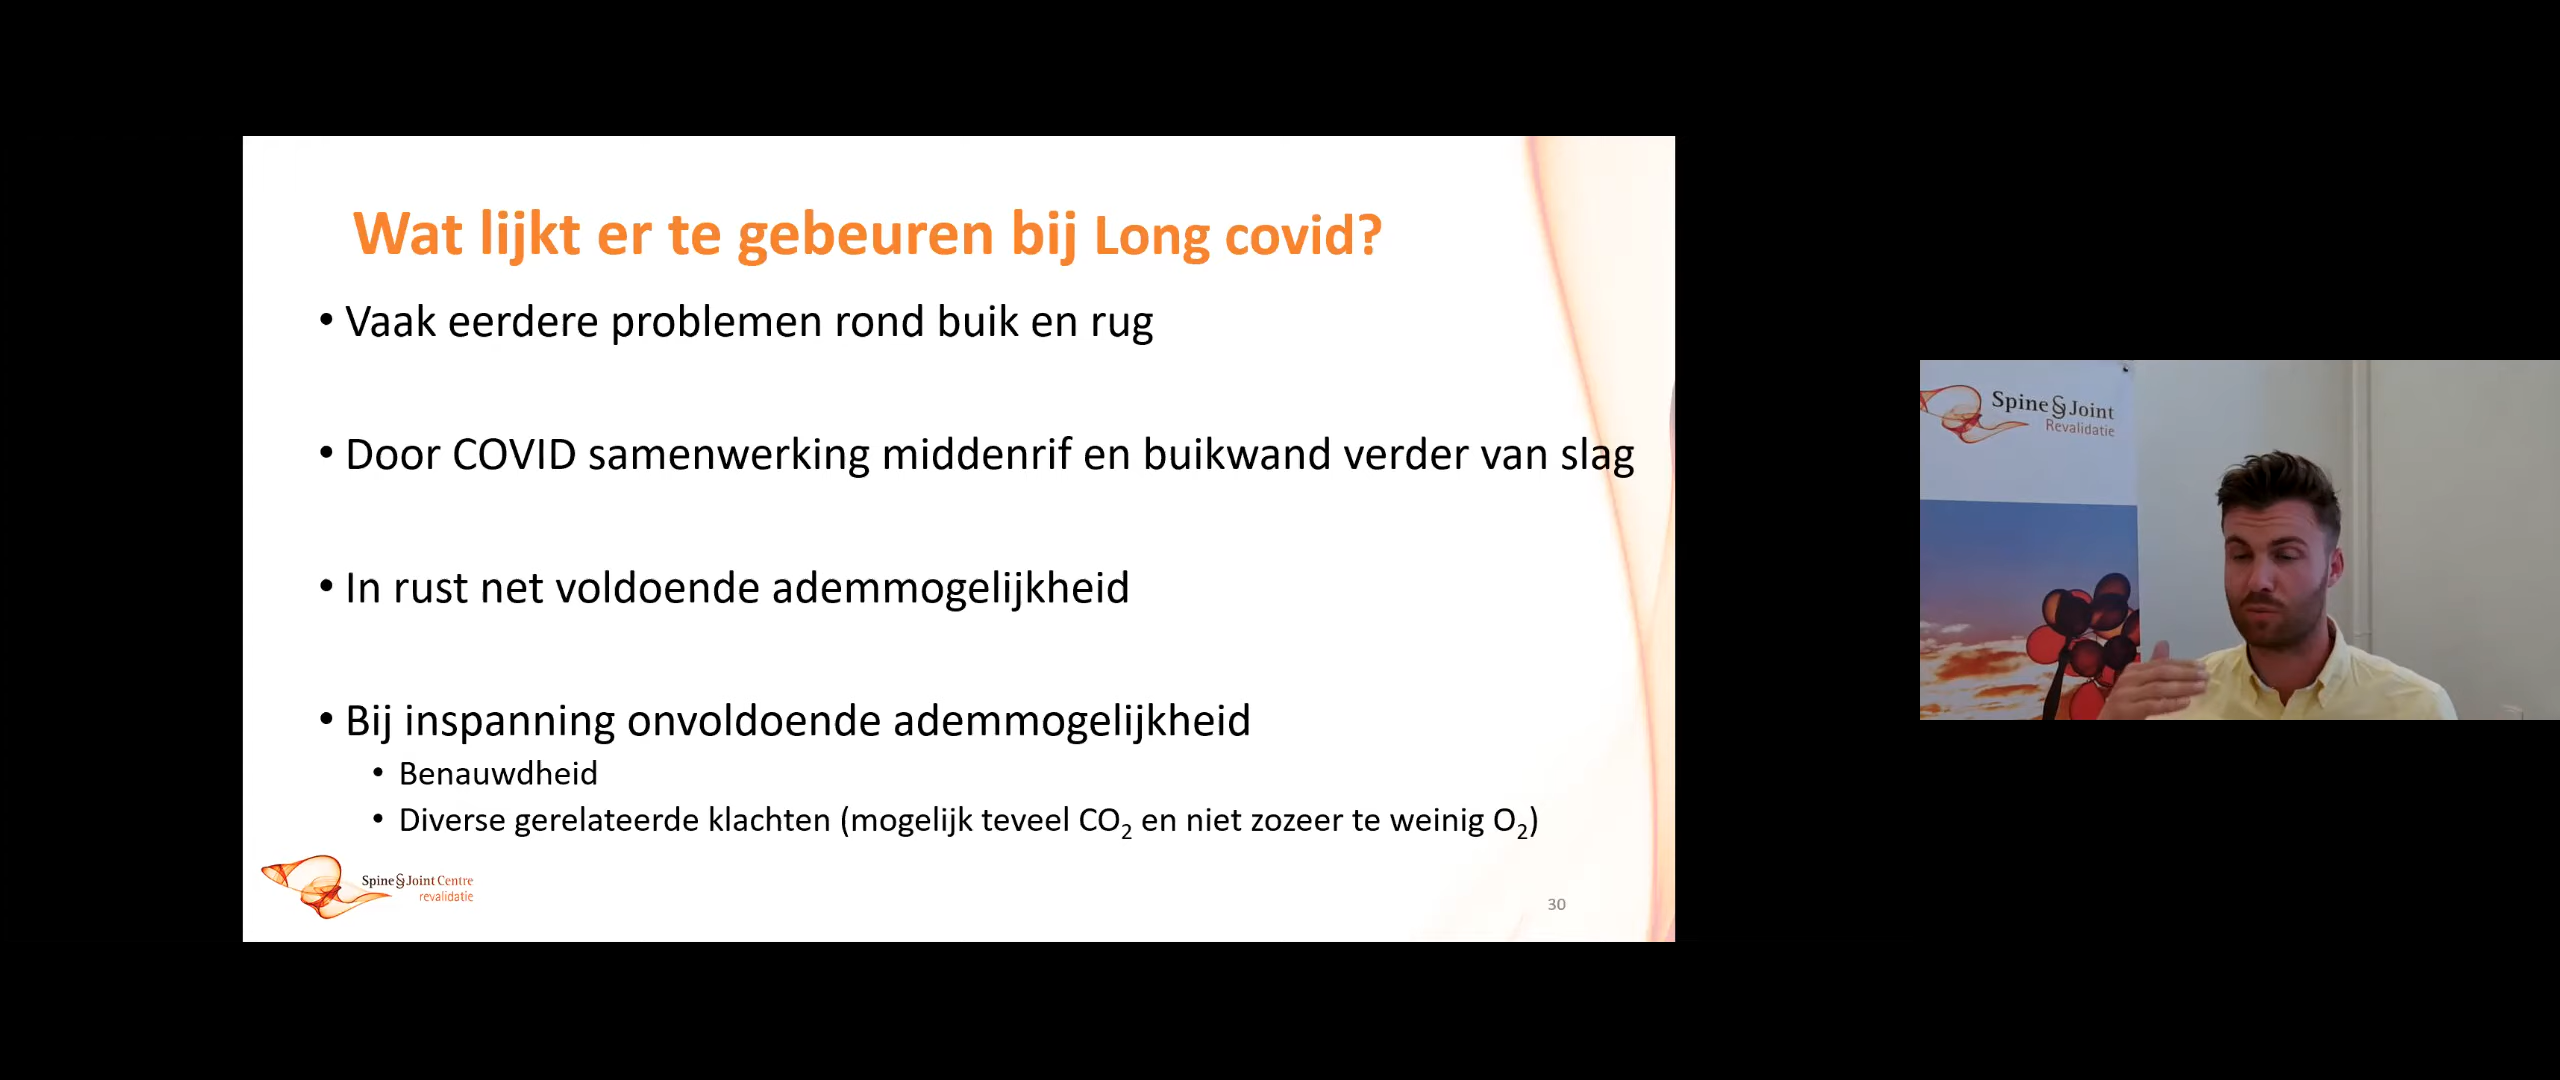 Wat lijkt er te gebeuren bij Long covid?
• Vaak eerdere problemen rond buik en rug
• Door COVID samenwerking middenrif en buikwand verder van slag
• In rust net voldoende ademmogelijkheid
• Bij inspanning onvoldoende ademmogelijkheid
• Benauwdheid
• Diverse gerelateerde klachten (mogelijk teveel CO₂ en niet zozeer te weinig O₂)
Spine§Joint Centre
revalidatie
30
Spine§Joint
Revalidatie